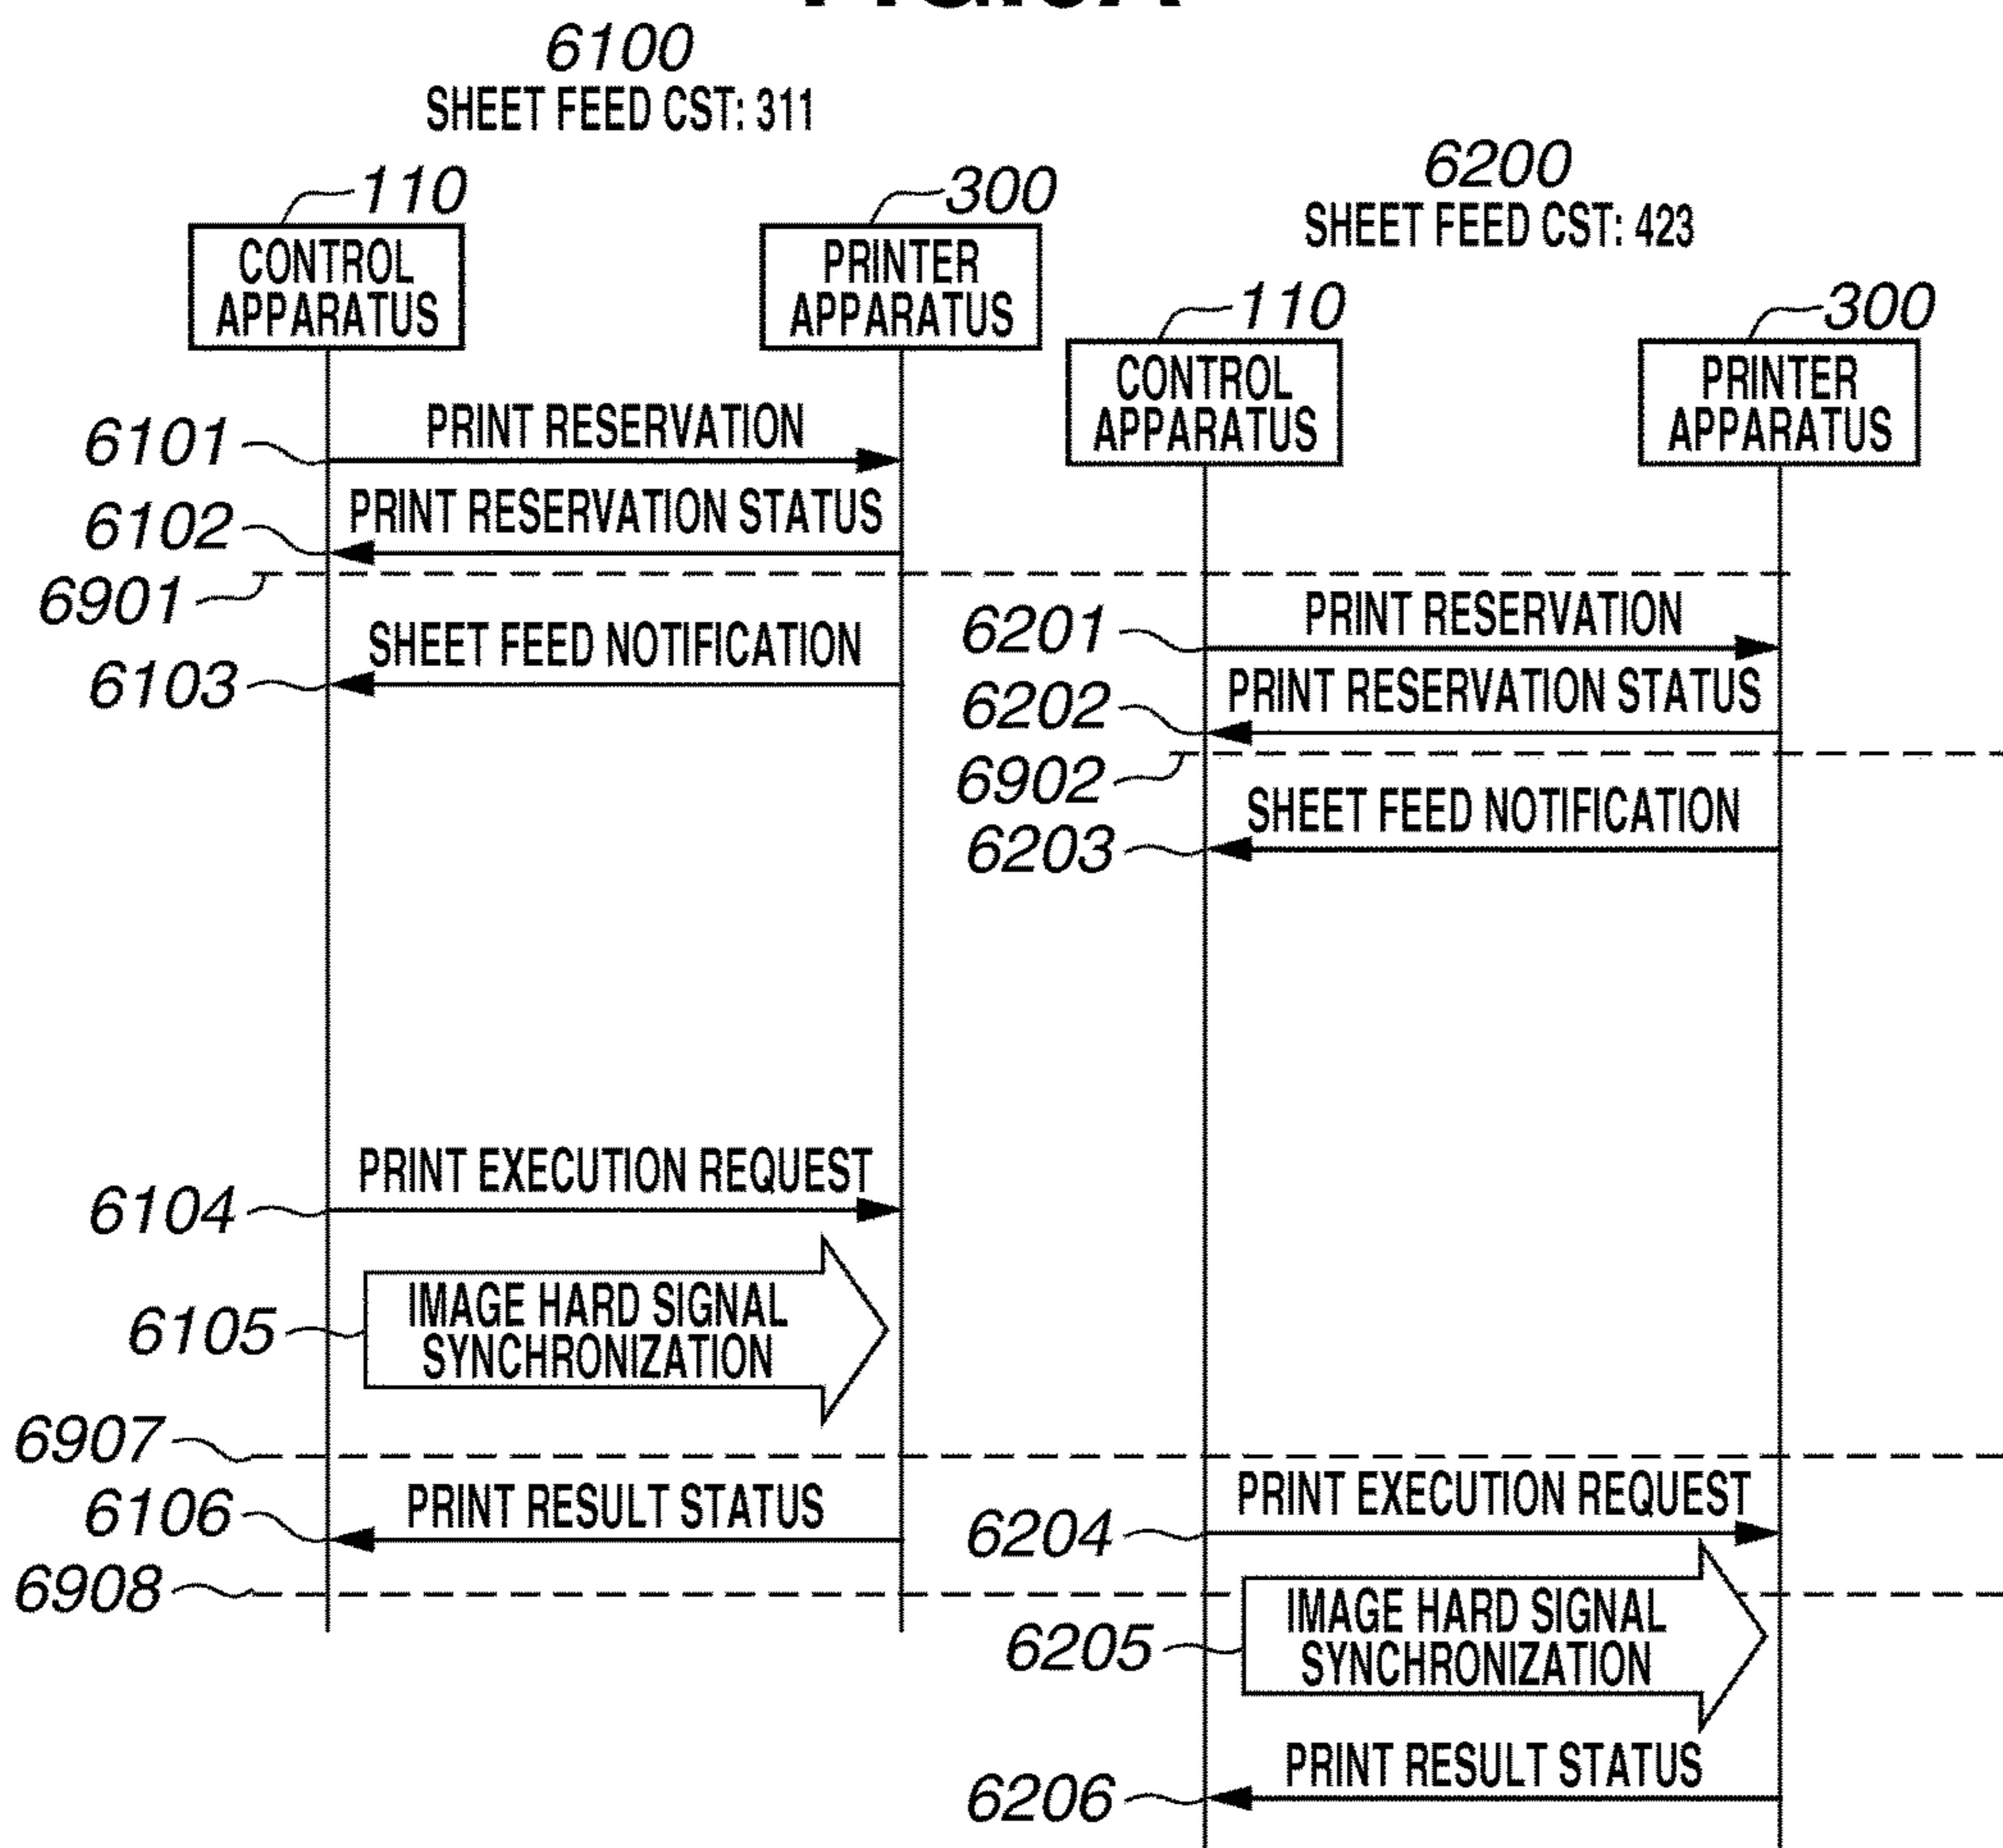 6100
SHEET FEED CST: 311
110
300
CONTROL
APPARATUS
PRINTER
APPARATUS
6200
SHEET FEED CST: 423
110
300
CONTROL
APPARATUS
PRINTER
APPARATUS
6101
PRINT RESERVATION
6102
PRINT RESERVATION STATUS
6901
6103
SHEET FEED NOTIFICATION
6201
PRINT RESERVATION
6202
PRINT RESERVATION STATUS
6902
6203
SHEET FEED NOTIFICATION
6104
PRINT EXECUTION REQUEST
6105
IMAGE HARD SIGNAL
SYNCHRONIZATION
6907
6106
PRINT RESULT STATUS
6908
6204
PRINT EXECUTION REQUEST
6205
IMAGE HARD SIGNAL
SYNCHRONIZATION
6206
PRINT RESULT STATUS